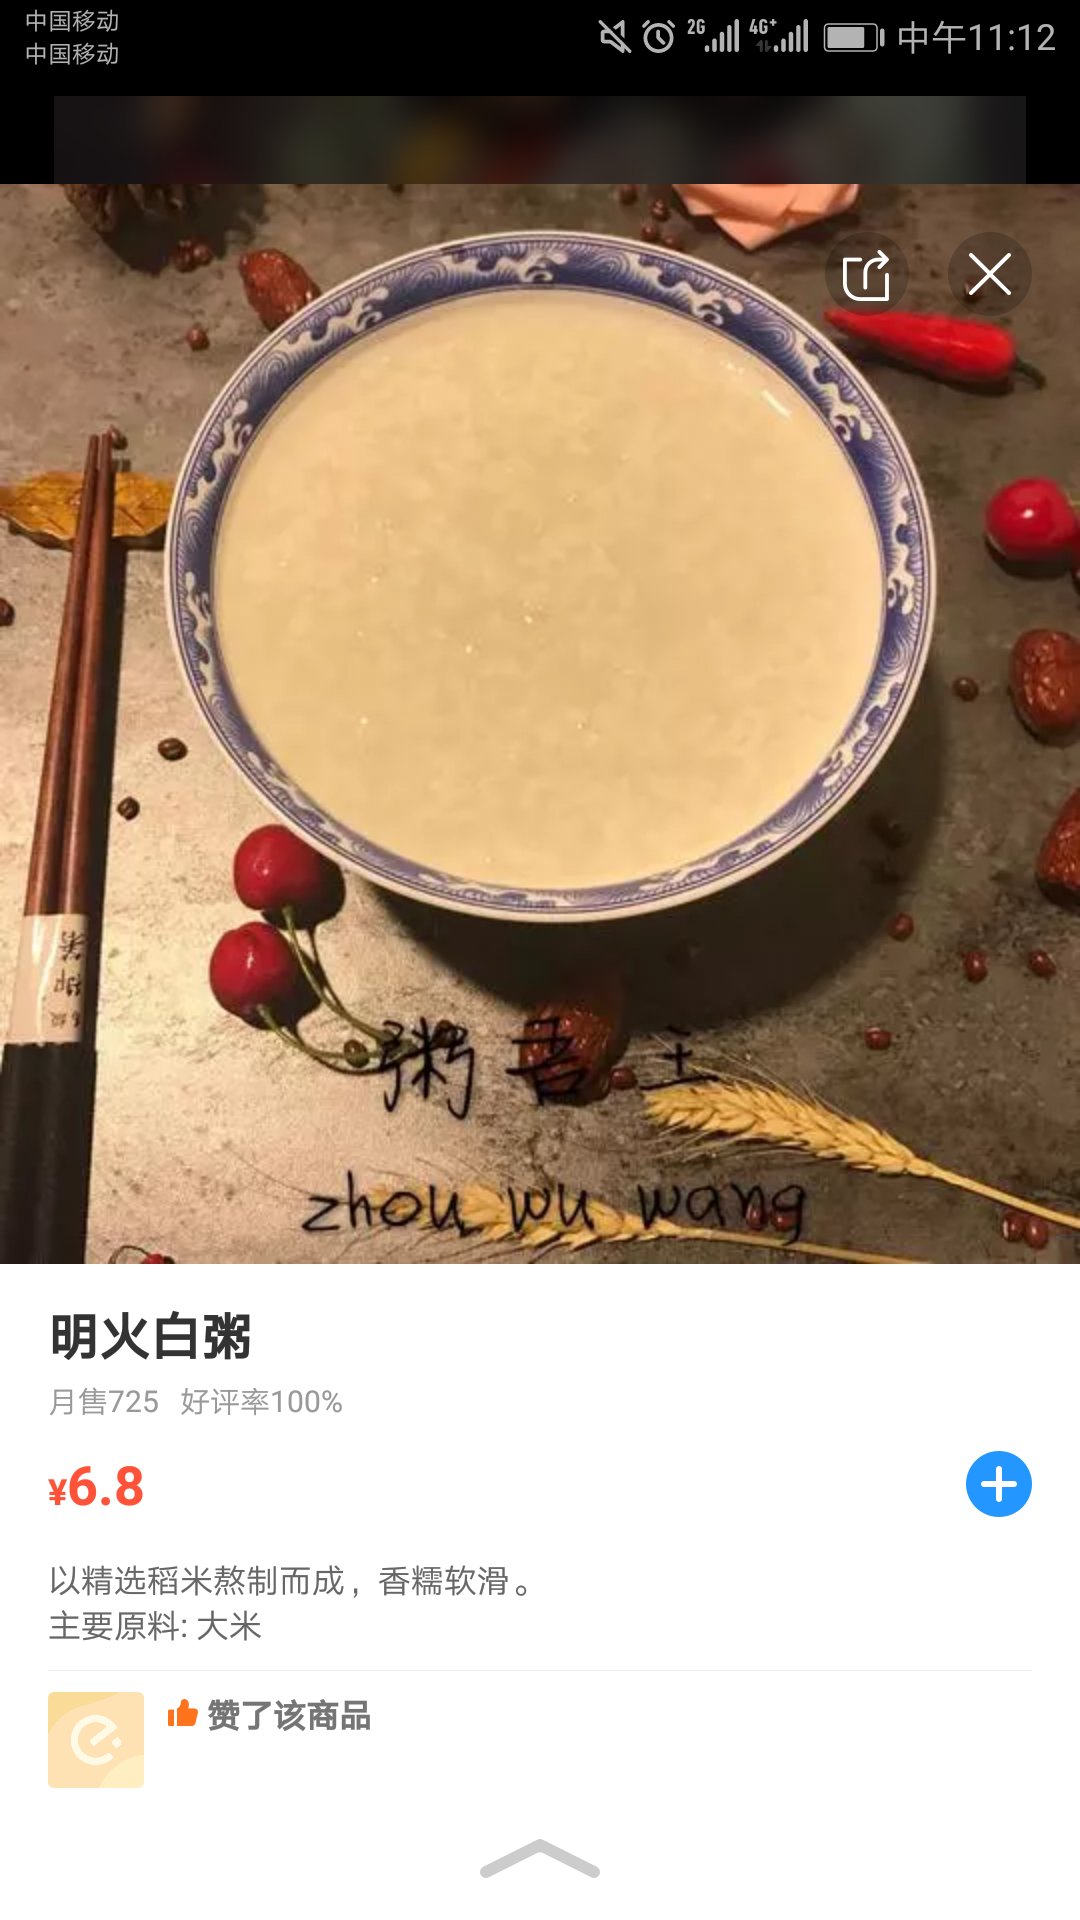 中国移动
中国移动
2G
4G+
中午11:12
粥吾王
zhou wu wang
明火白粥
月售725 好评率100%
¥6.8
以精选稻米熬制而成，香糯软滑。
主要原料: 大米
赞了该商品